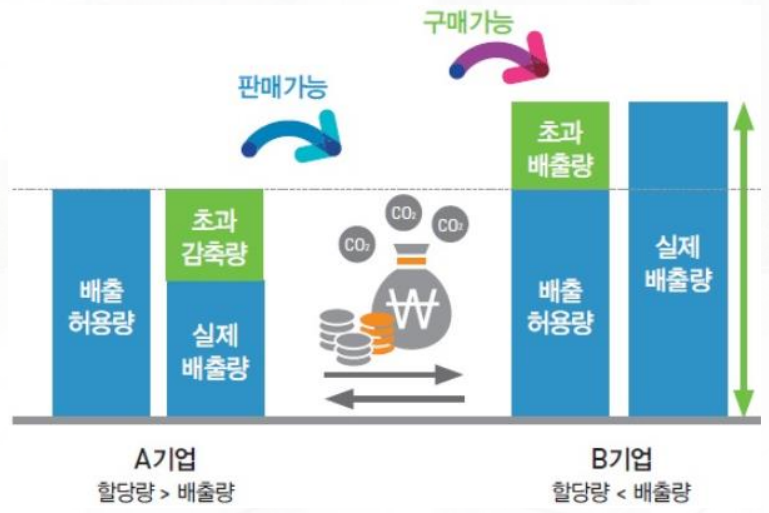 구매가능
판매가능
초과
배출량
초과
감축량
CO₂
CO₂
CO₂
배출
허용량
실제
배출량
₩
배출
허용량
실제
배출량
A기업
할당량 > 배출량
B기업
할당량 < 배출량